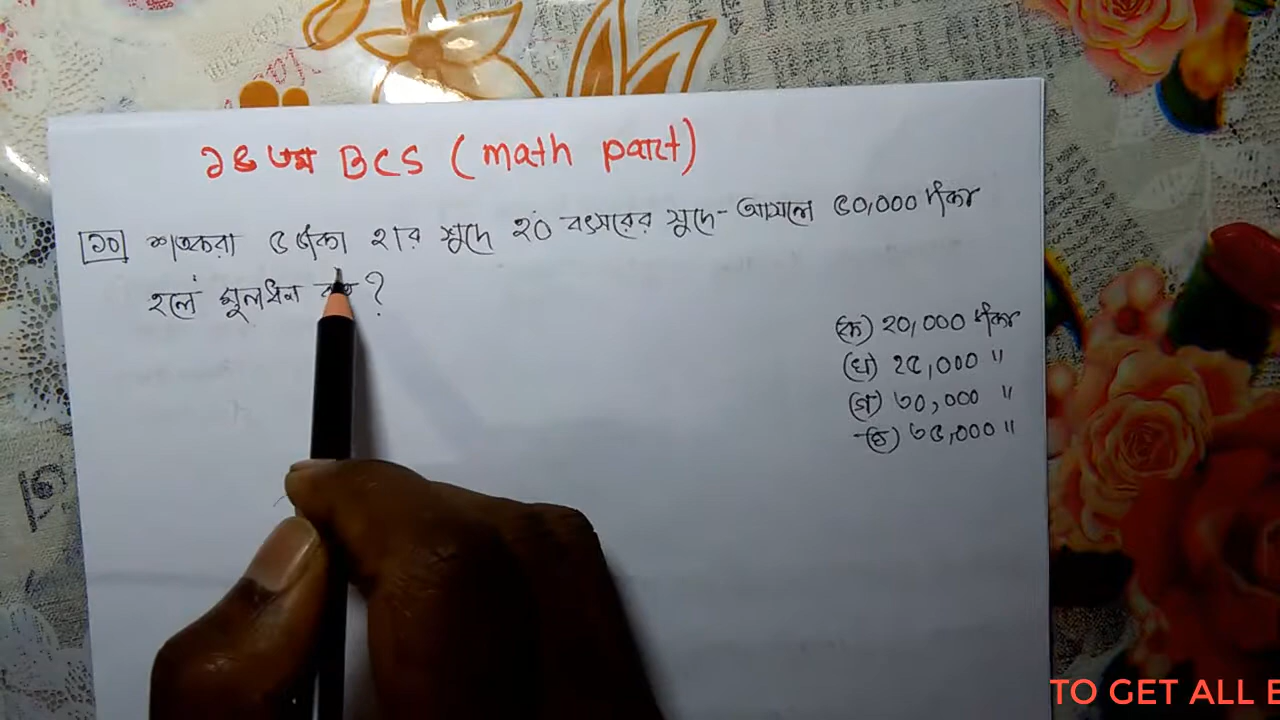 ১৪তম BCS (math part)
১০ শতকরা ৫ টাকা হার সুদে ২০ বৎসরের সুদে-আসলে ৫০,০০০ টাকা
হলে মূলধন কত?
(ক) ২০,০০০ টাকা
(খ) ২৫,০০০ "
(গ) ৩০,০০০ "
(ঘ) ৩৫,০০০ "
TO GET ALL